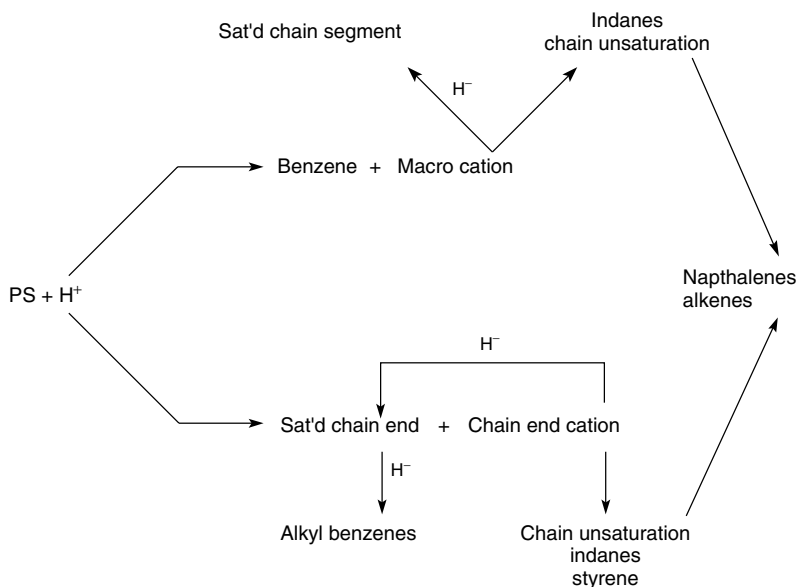 Sat'd chain segment
Indanes
chain unsaturation
H⁻
Benzene + Macro cation
PS + H⁺
Napthalenes
alkenes
H⁻
Sat'd chain end + Chain end cation
H⁻
Alkyl benzenes
Chain unsaturation
indanes
styrene